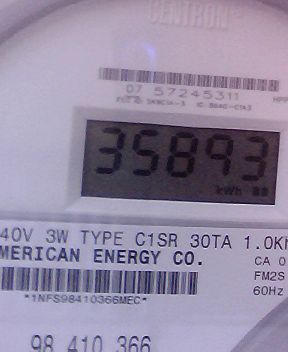 CENTRON
07 57245311
35893
kWh
40V 3W TYPE C1SR 30TA 1.0Kh
MERICAN ENERGY CO.
CA 0
FM2S
60Hz
*1NFS98410366MEC*
98 410 366